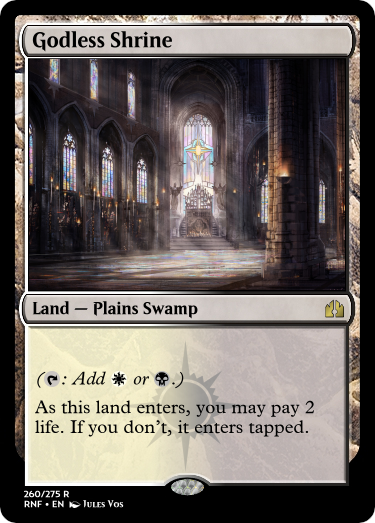 Godless Shrine
Land — Plains Swamp
(: Add or .)
As this land enters, you may pay 2
life. If you don't, it enters tapped.
260/275 R
RNF • EN Jules Vos